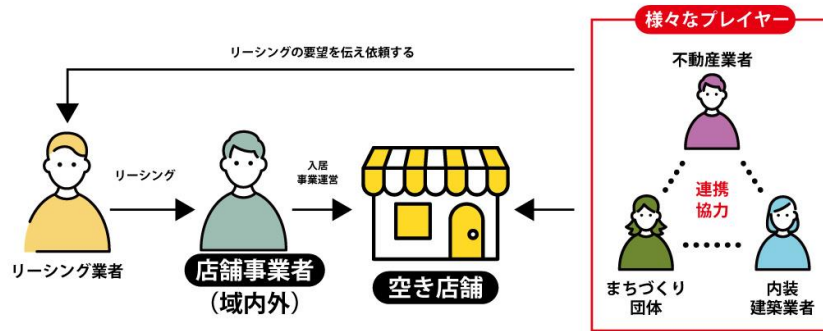 様々なプレイヤー
リーシングの要望を伝え依頼する
不動産業者
リーシング
入居
事業運営
連携
協力
リーシング業者
店舗事業者
(域内外)
空き店舗
まちづくり
団体
内装
建築業者